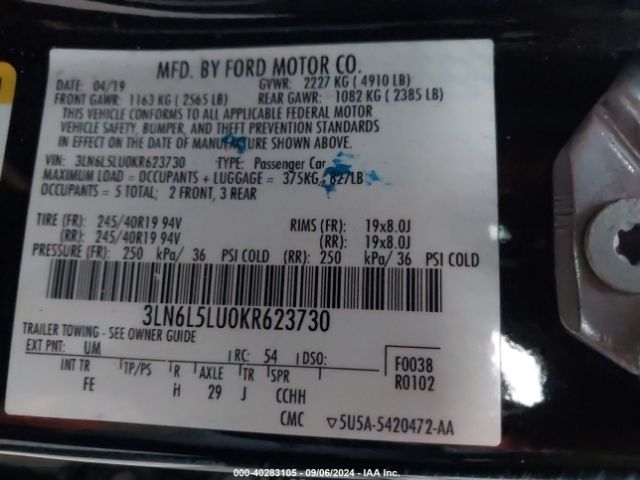 MFD. BY FORD MOTOR CO.
DATE: 04/19 GVWR: 2227 KG ( 4910 LB)
FRONT GAWR: 1163 KG ( 2565 LB) REAR GAWR: 1082 KG ( 2385 LB)
THIS VEHICLE CONFORMS TO ALL APPLICABLE FEDERAL MOTOR
VEHICLE SAFETY, BUMPER, AND THEFT PREVENTION STANDARDS
IN EFFECT ON THE DATE OF MANUFACTURE SHOWN ABOVE.
VIN: 3LN6L5LU0KR623730 TYPE: Passenger Car
MAXIMUM LOAD = OCCUPANTS + LUGGAGE = 375KG, 827LB
OCCUPANTS = 5 TOTAL; 2 FRONT, 3 REAR
TIRE (FR): 245/40R19 94V RIMS (FR): 19x8.0J
(RR): 245/40R19 94V (RR): 19x8.0J
PRESSURE (FR): 250 kPa/ 36 PSI COLD (RR): 250 kPa/ 36 PSI COLD
3LN6L5LU0KR623730
TRAILER TOWING - SEE OWNER GUIDE
EXT PNT: UM RC: 54 DSO: F0038
INT TR TP/PS R AXLE TR SPR R0102
FE H 29 J CCHH
CMC ▽5U5A-5420472-AA
000-40283105 - 09/06/2024 - IAA Inc.